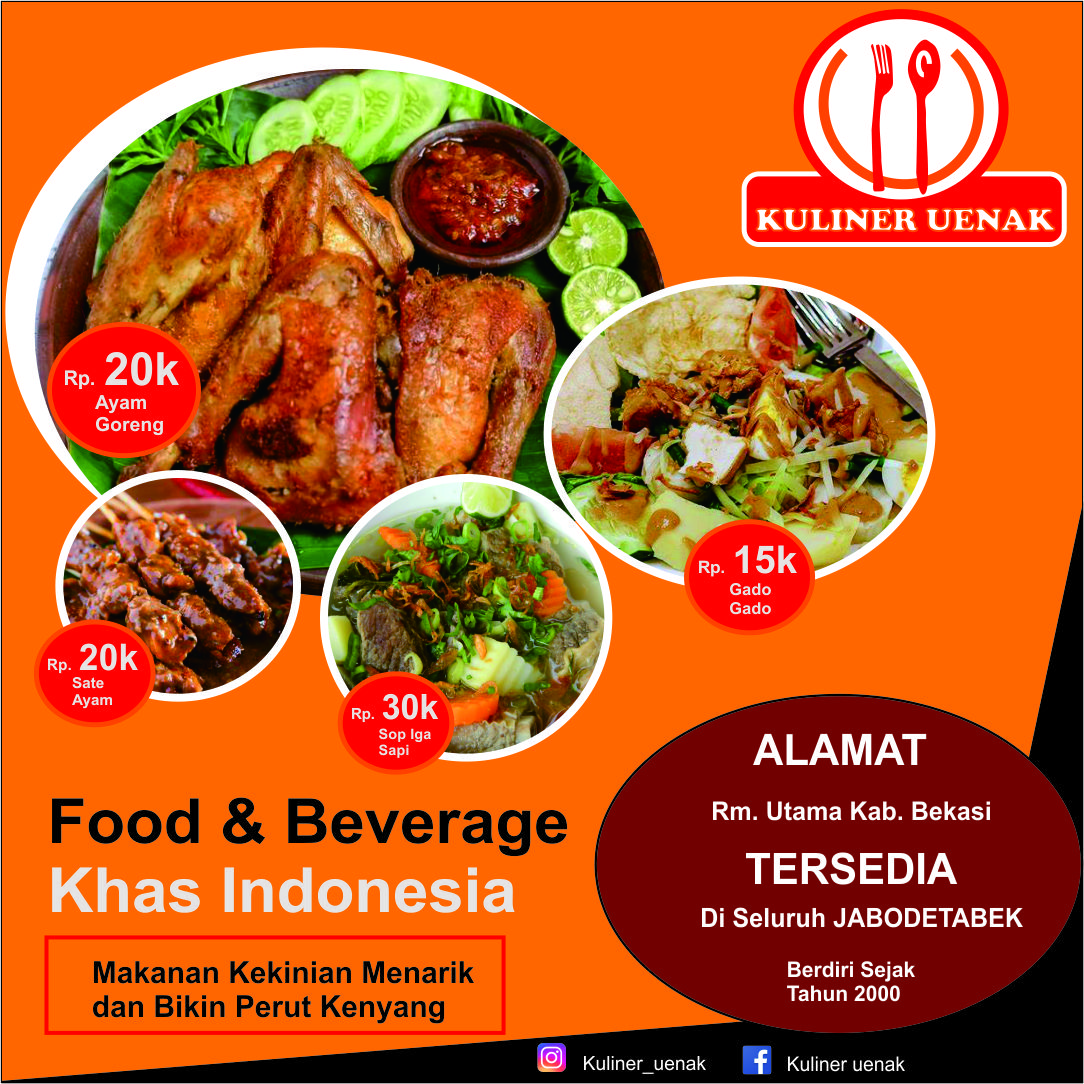 KULINER UENAK
Rp. 20k
Ayam
Goreng
Rp. 15k
Gado
Gado
Rp. 20k
Sate
Ayam
Rp. 30k
Sop Iga
Sapi
Food & Beverage
Khas Indonesia
Makanan Kekinian Menarik
dan Bikin Perut Kenyang
ALAMAT
Rm. Utama Kab. Bekasi
TERSEDIA
Di Seluruh JABODETABEK
Berdiri Sejak
Tahun 2000
Kuliner_uenak
Kuliner uenak